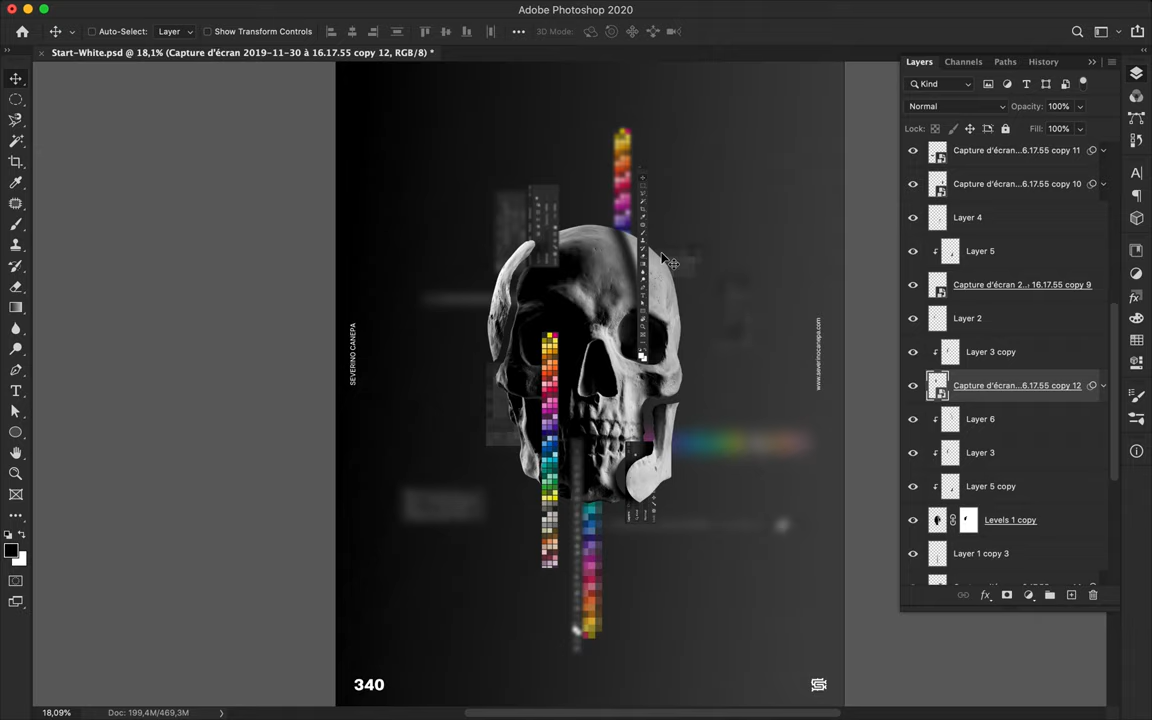 Adobe Photoshop 2020
Auto-Select:
Layer
Show Transform Controls
3D Mode:
Start-White.psd @ 18,1% (Capture d'écran 2019-11-30 à 16.17.55 copy 12, RGB/8) *
Layers
Channels
Paths
History
Kind
Normal
Opacity: 100%
Lock:
Fill: 100%
Capture d'écran...6.17.55 copy 11
Capture d'écran...6.17.55 copy 10
Layer 4
Layer 5
Capture d'écran 2...à 16.17.55 copy 9
Layer 2
Layer 3 copy
Capture d'écran...6.17.55 copy 12
Layer 6
Layer 3
Layer 5 copy
Levels 1 copy
Layer 1 copy 3
SEVERINO CANEPA
www.severinocanepa.com
340
18,09%
Doc: 199,4M/469,3M